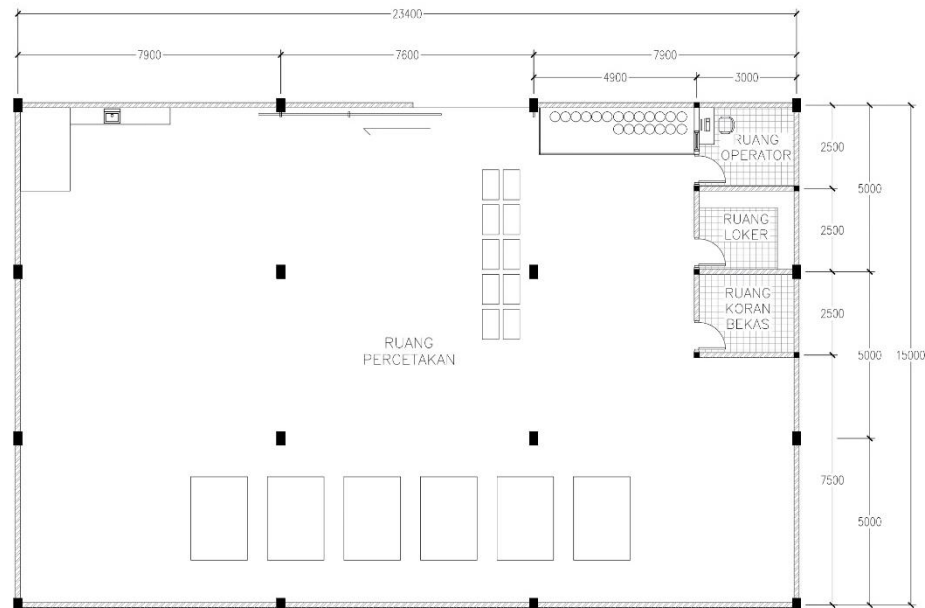 23400
7900
7600
7900
4900
3000
RUANG
OPERATOR
2500
5000
RUANG
LOKER
2500
RUANG
KORAN
BEKAS
2500
RUANG
PERCETAKAN
5000
15000
7500
5000